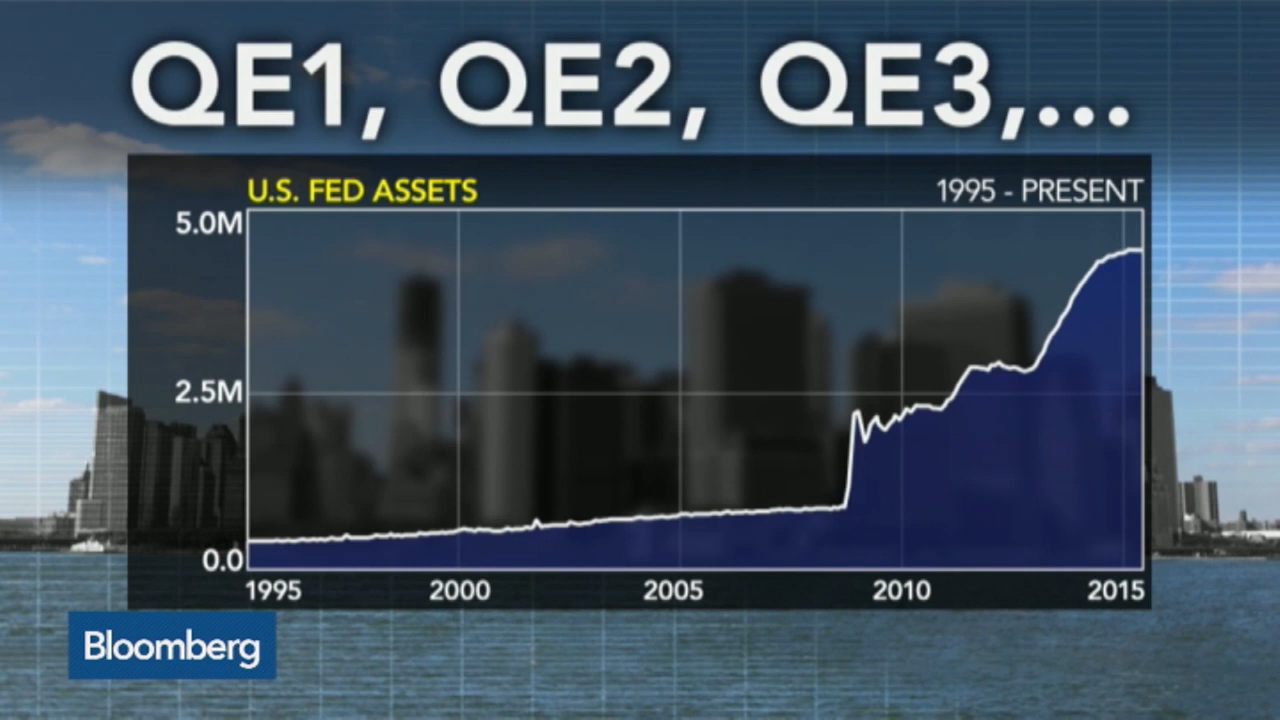 QE1, QE2, QE3,...
U.S. FED ASSETS 1995 - PRESENT
5.0M
2.5M
0.0
1995 2000 2005 2010 2015
Bloomberg